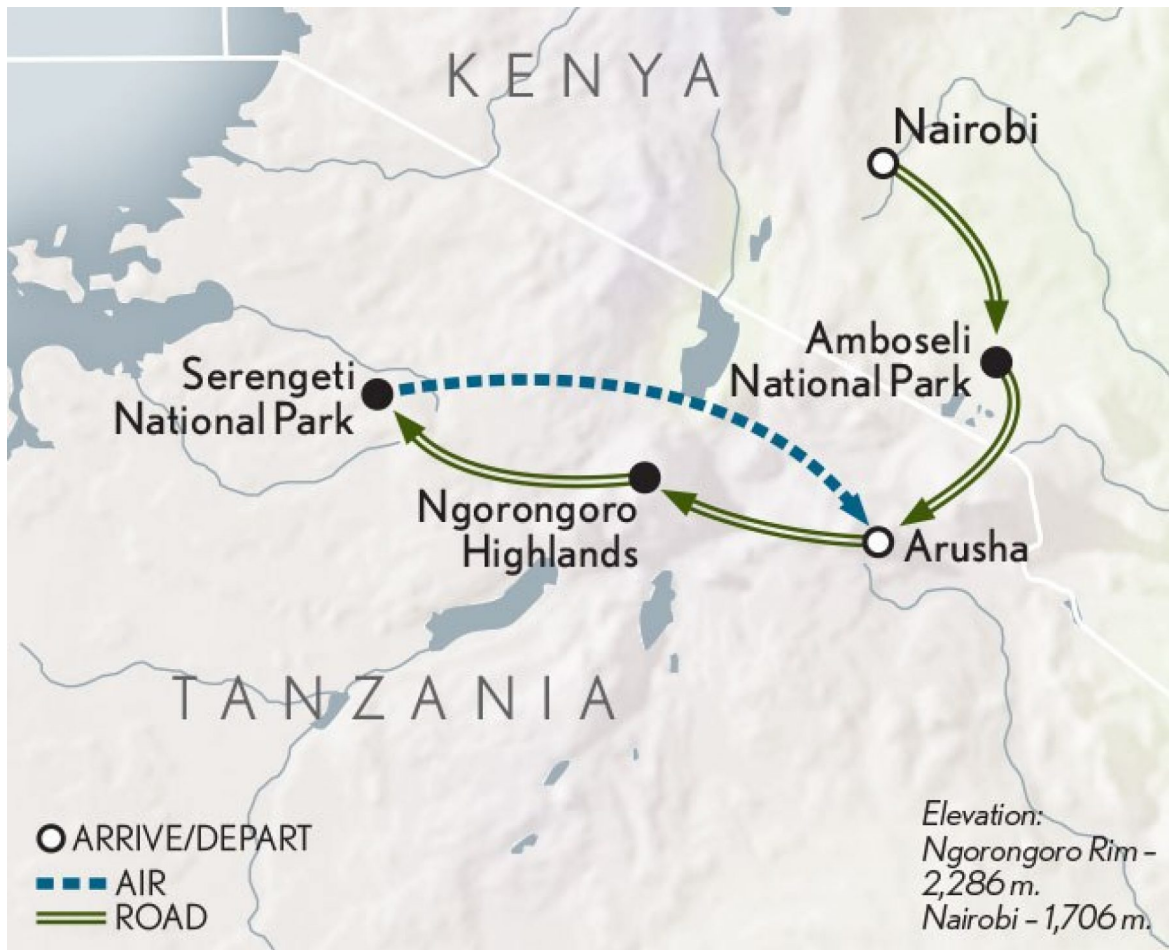 KENYA
Nairobi
Amboseli
National Park
Serengeti
National Park
Ngorongoro
Highlands
Arusha
TANZANIA
ARRIVE/DEPART
AIR
ROAD
Elevation:
Ngorongoro Rim –
2,286 m.
Nairobi – 1,706 m.